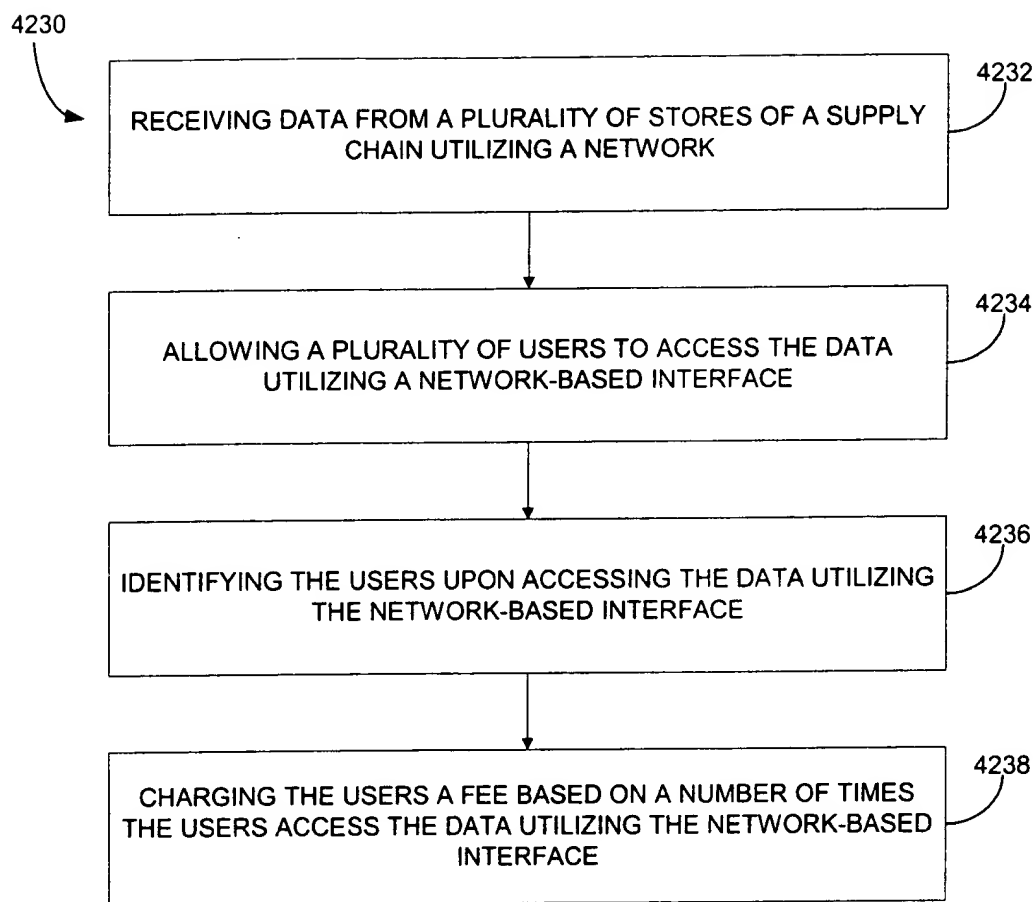 4230
4232
RECEIVING DATA FROM A PLURALITY OF STORES OF A SUPPLY
CHAIN UTILIZING A NETWORK
4234
ALLOWING A PLURALITY OF USERS TO ACCESS THE DATA
UTILIZING A NETWORK-BASED INTERFACE
4236
IDENTIFYING THE USERS UPON ACCESSING THE DATA UTILIZING
THE NETWORK-BASED INTERFACE
4238
CHARGING THE USERS A FEE BASED ON A NUMBER OF TIMES
THE USERS ACCESS THE DATA UTILIZING THE NETWORK-BASED
INTERFACE